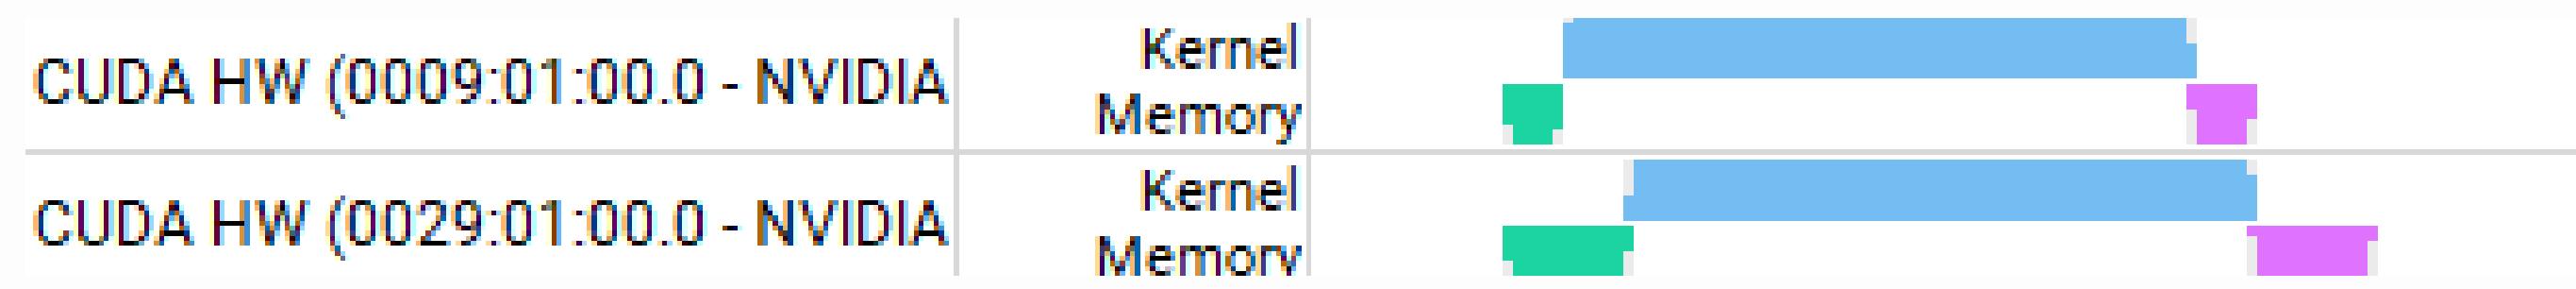 CUDA HW (0009:01:00.0 - NVIDIA
Kernel
Memory
CUDA HW (0029:01:00.0 - NVIDIA
Kernel
Memory